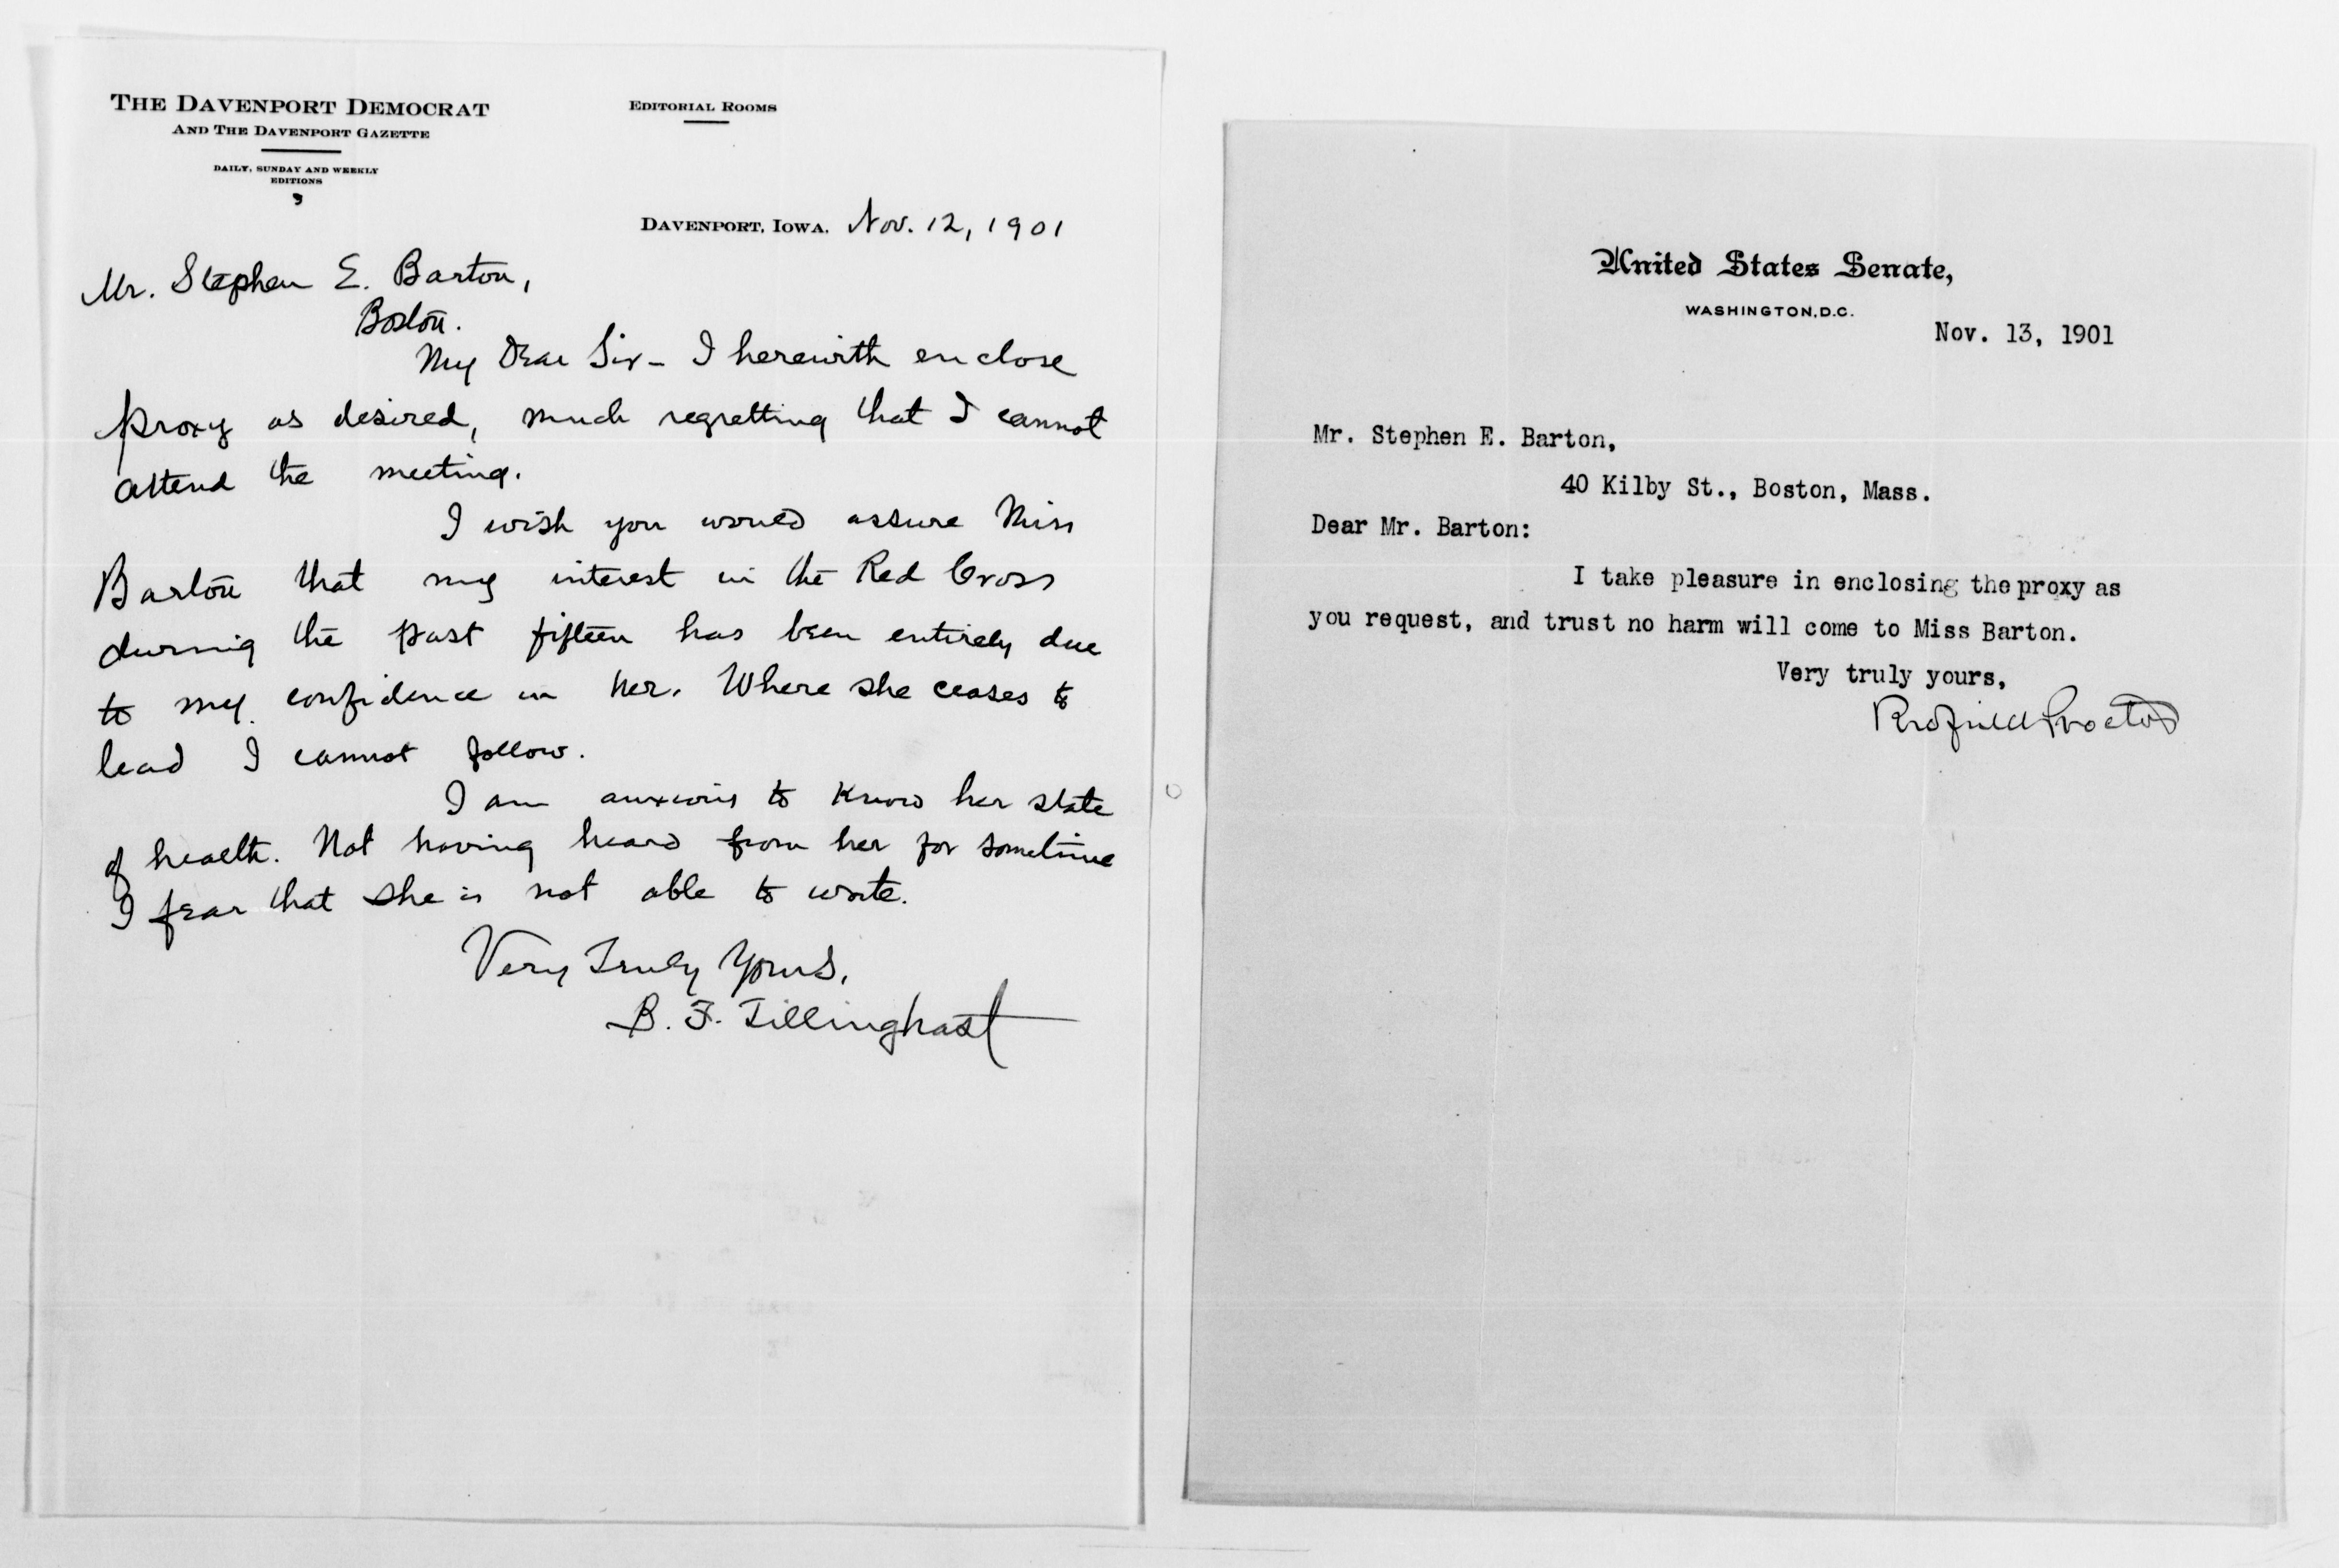 THE DAVENPORT DEMOCRAT
AND THE DAVENPORT GAZETTE
DAILY, SUNDAY AND WEEKLY
EDITIONS
EDITORIAL ROOMS
DAVENPORT, IOWA. Nov. 12, 1901
Mr. Stephen E. Barton,
Boston.
My Dear Sir - I herewith enclose
proxy as desired, much regretting that I cannot
attend the meeting.
I wish you would assure Miss
Barton that my interest in the Red Cross
during the past fifteen has been entirely due
to my confidence in her. Where she ceases to
lead I cannot follow.
I am anxious to know her state
of health. Not having heard from her for sometime
I fear that she is not able to write.
Very Truly Yours,
B. F. Tillinghast
United States Senate,
WASHINGTON, D.C.
Nov. 13, 1901
Mr. Stephen E. Barton,
40 Kilby St., Boston, Mass.
Dear Mr. Barton:
I take pleasure in enclosing the proxy as
you request, and trust no harm will come to Miss Barton.
Very truly yours,
Redfield Proctor